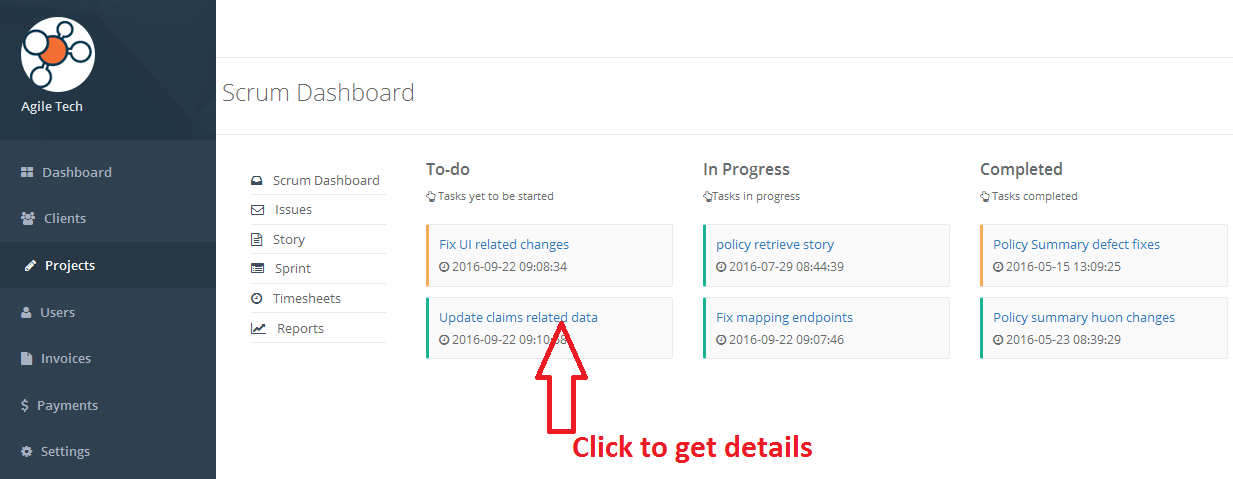 Agile Tech
Dashboard
Clients
Projects
Users
Invoices
Payments
Settings
Scrum Dashboard
Scrum Dashboard
Issues
Story
Sprint
Timesheets
Reports
To-do
Tasks yet to be started
Fix UI related changes
2016-09-22 09:08:34
Update claims related data
2016-09-22 09:10:58
In Progress
Tasks in progress
policy retrieve story
2016-07-29 08:44:39
Fix mapping endpoints
2016-09-22 09:07:46
Completed
Tasks completed
Policy Summary defect fixes
2016-05-15 13:09:25
Policy summary huon changes
2016-05-23 08:39:29
Click to get details